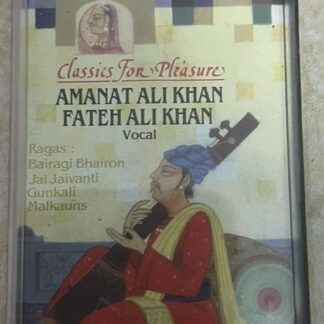 Classics For Pleasure
AMANAT ALI KHAN
FATEH ALI KHAN
Vocal
Ragas :
Bairagi Bhairon
Jai Jaivanti
Gunkali
Malkauns